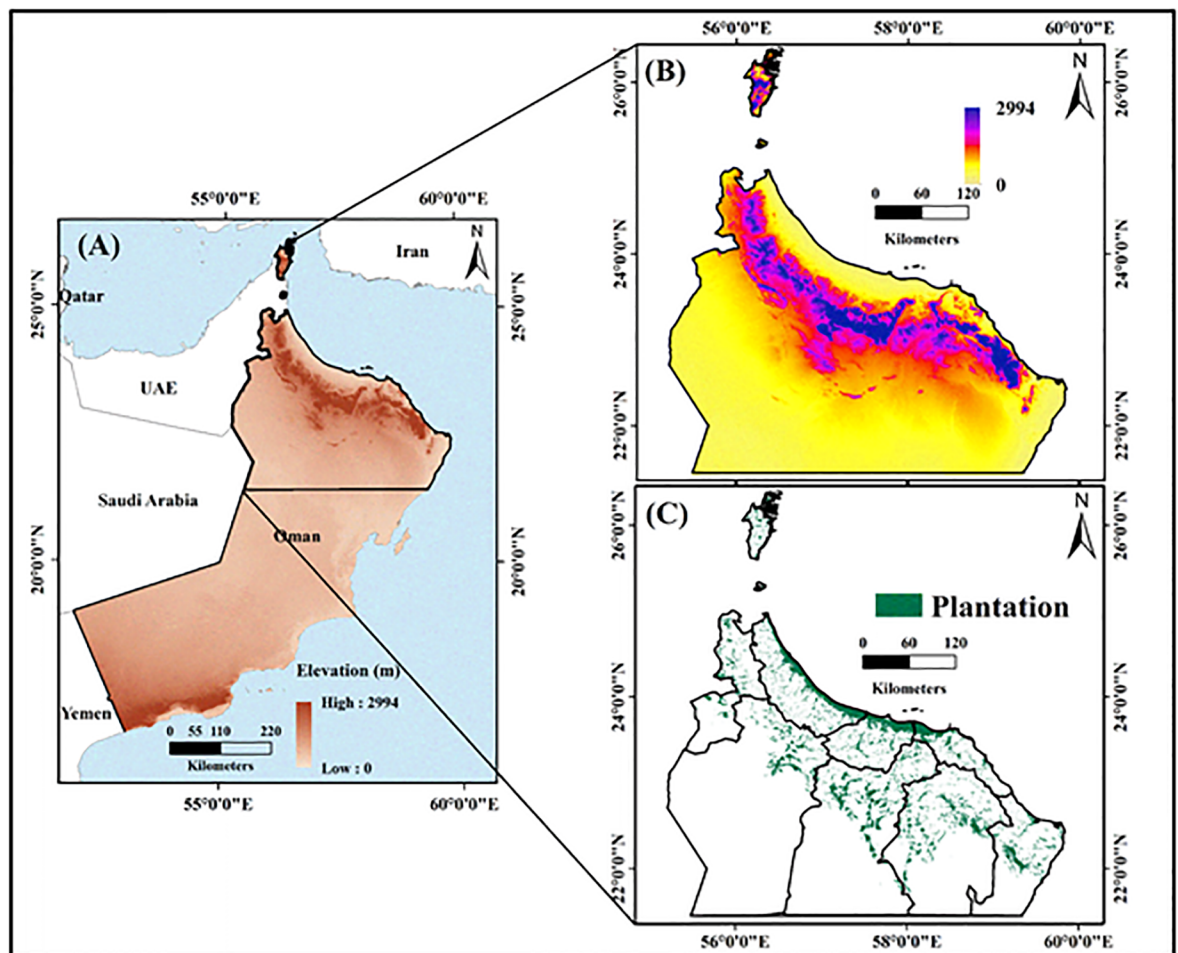 55°0'0"E
60°0'0"E
(A)
N
Iran
Qatar
25°0'0"N
25°0'0"N
UAE
Saudi Arabia
Oman
20°0'0"N
20°0'0"N
Elevation (m)
High : 2994
Low : 0
Yemen
0 55 110 220
Kilometers
55°0'0"E
60°0'0"E
56°0'0"E
58°0'0"E
60°0'0"E
(B)
N
2994
0
0 60 120
Kilometers
26°0'0"N
26°0'0"N
24°0'0"N
24°0'0"N
22°0'0"N
22°0'0"N
(C)
N
Plantation
0 60 120
Kilometers
26°0'0"N
26°0'0"N
24°0'0"N
24°0'0"N
22°0'0"N
22°0'0"N
56°0'0"E
58°0'0"E
60°0'0"E